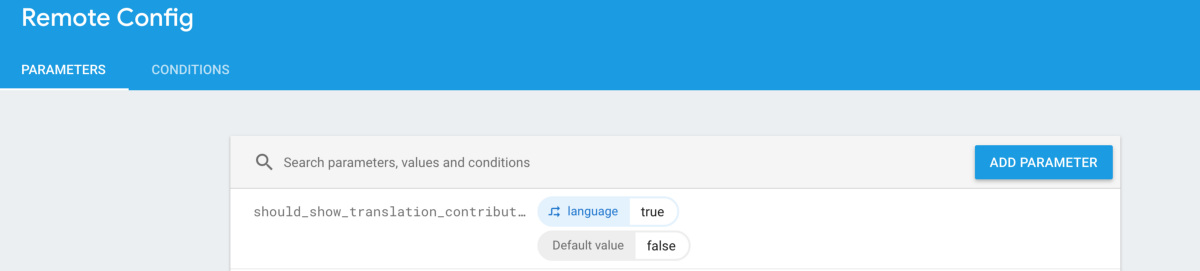 Remote Config
PARAMETERS CONDITIONS
Search parameters, values and conditions ADD PARAMETER
should_show_translation_contribut… language true
Default value false